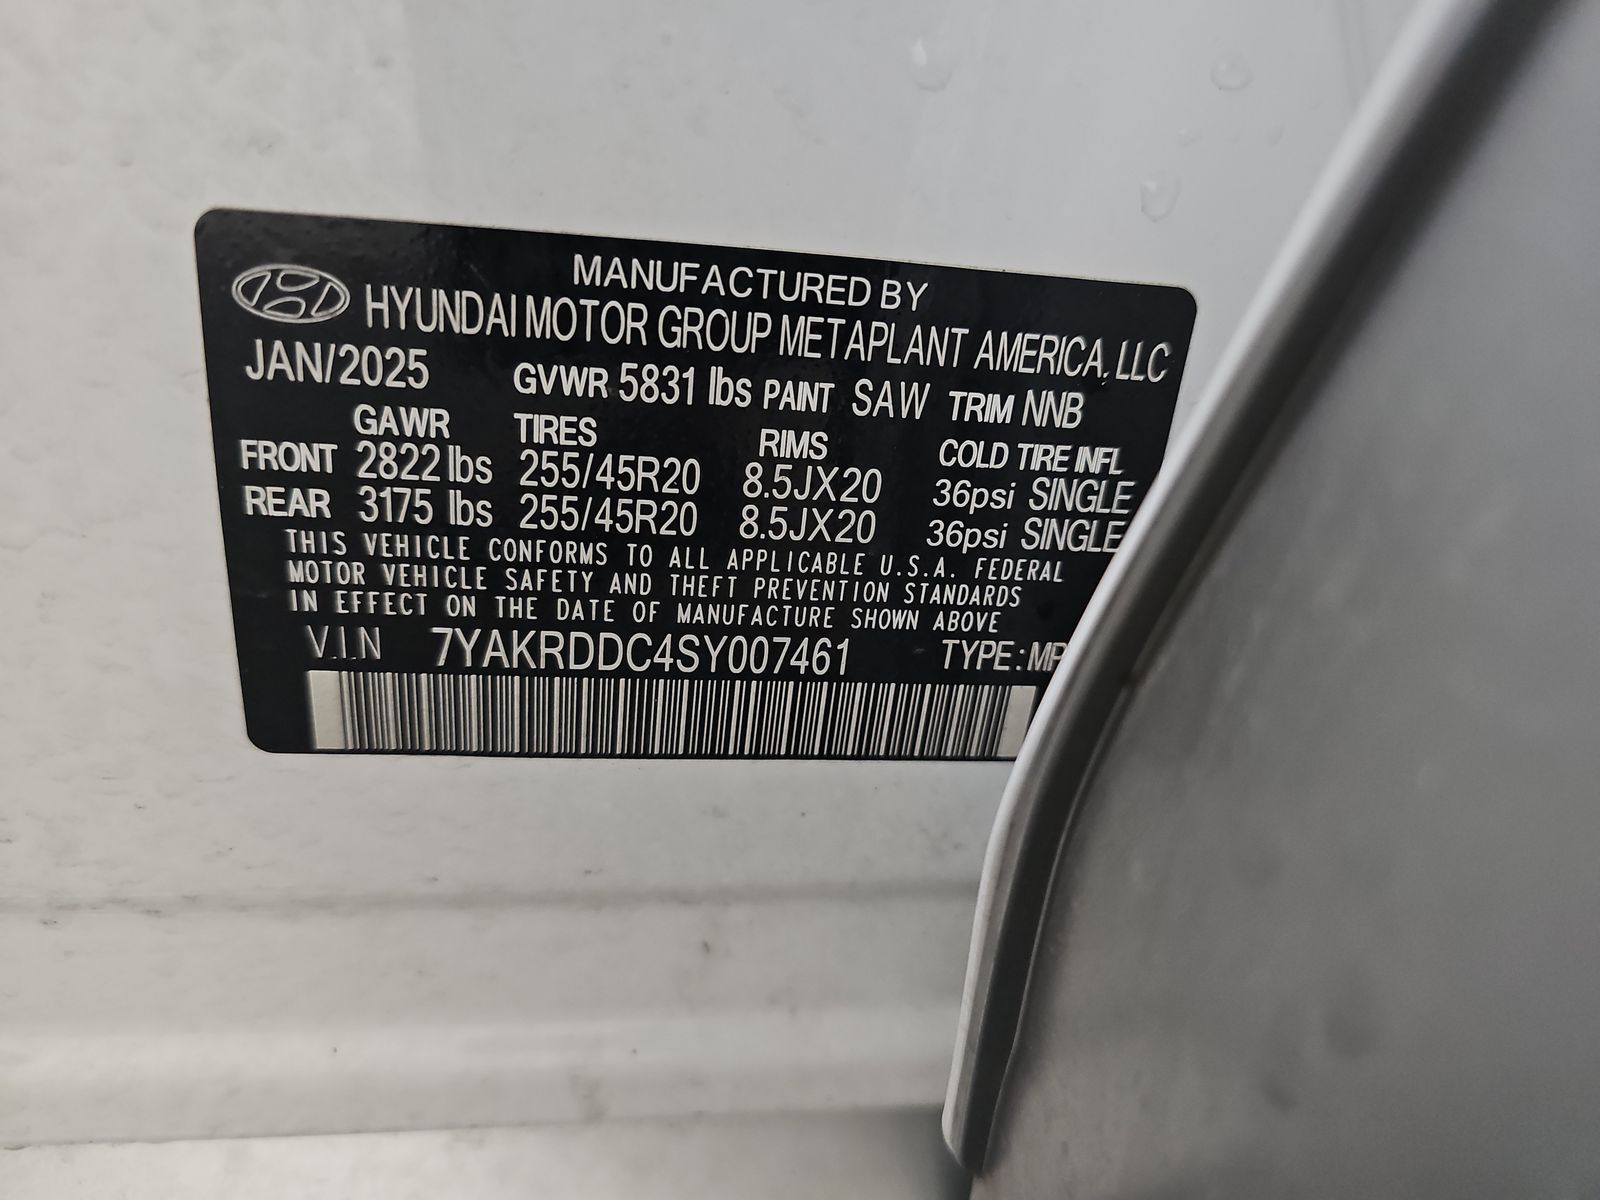 MANUFACTURED BY
HYUNDAI MOTOR GROUP METAPLANT AMERICA, LLC
JAN/2025 GVWR 5831 lbs PAINT SAW TRIM NNB
GAWR TIRES RIMS COLD TIRE INFL
FRONT 2822 lbs 255/45R20 8.5JX20 36psi SINGLE
REAR 3175 lbs 255/45R20 8.5JX20 36psi SINGLE
THIS VEHICLE CONFORMS TO ALL APPLICABLE U.S.A. FEDERAL
MOTOR VEHICLE SAFETY AND THEFT PREVENTION STANDARDS
IN EFFECT ON THE DATE OF MANUFACTURE SHOWN ABOVE
V.I.N 7YAKRDDC4SY007461 TYPE: